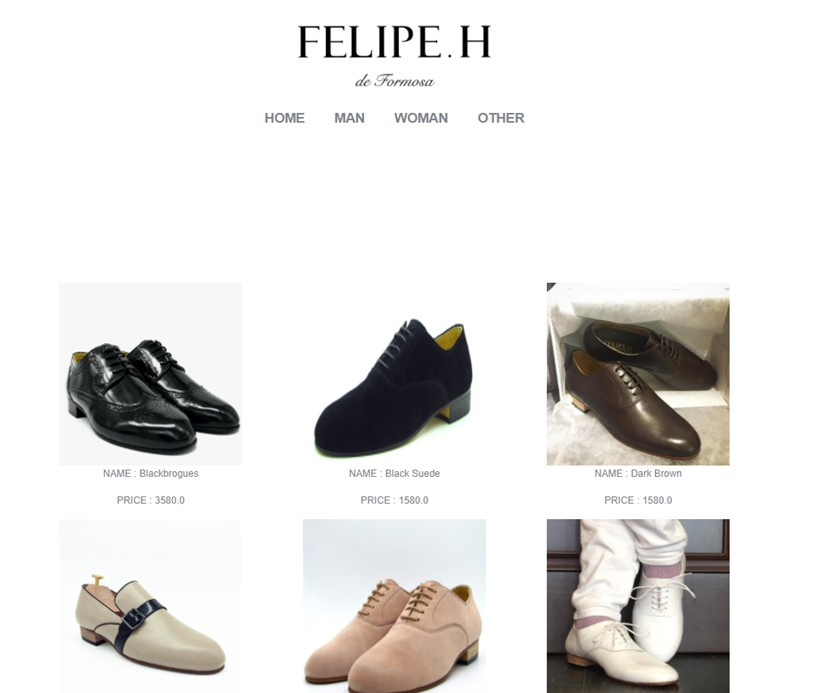 FELIPE.H
de Formosa
HOME MAN WOMAN OTHER
FELIPE.H
NAME : Blackbrogues
NAME : Black Suede
NAME : Dark Brown
PRICE : 3580.0
PRICE : 1580.0
PRICE : 1580.0